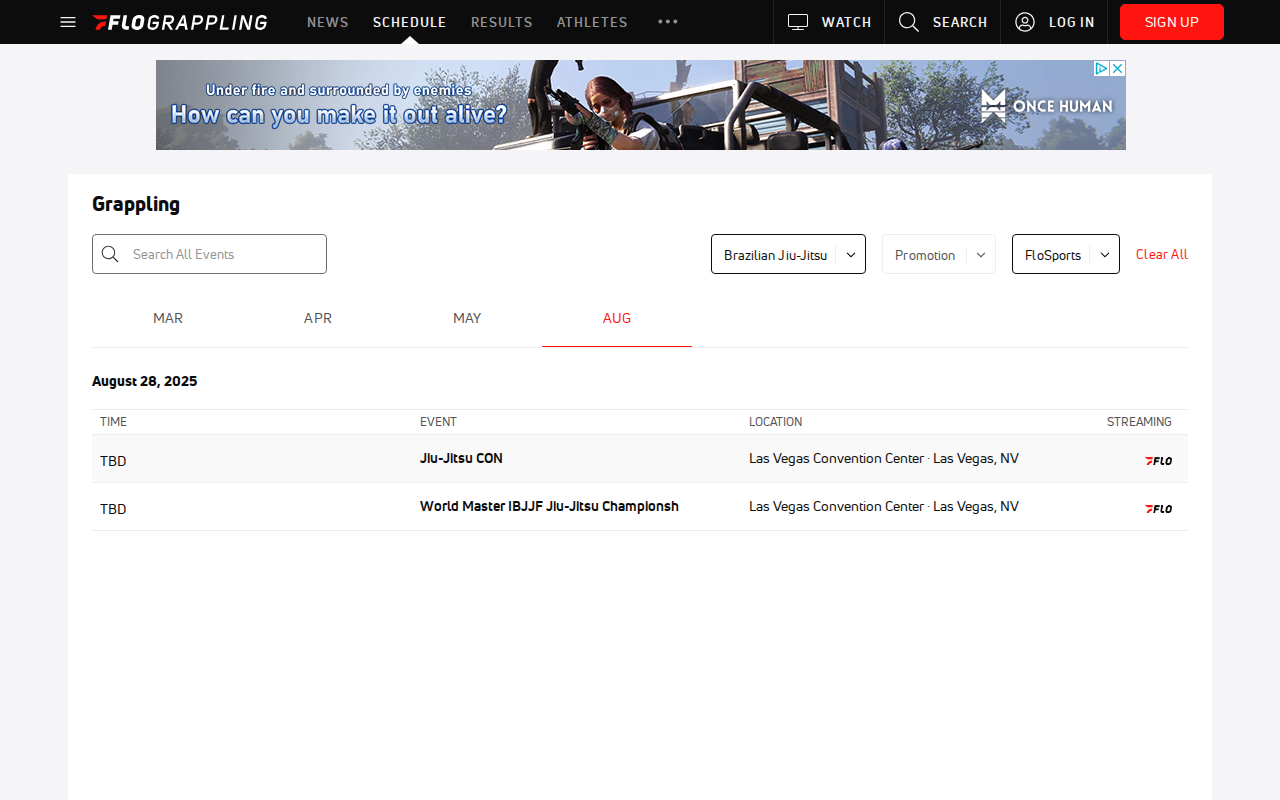 FLOGRAPPLING NEWS SCHEDULE RESULTS ATHLETES WATCH SEARCH LOG IN SIGN UP
Under fire and surrounded by enemies
How can you make it out alive?
ONCE HUMAN
Grappling
Search All Events Brazilian Jiu-Jitsu Promotion FloSports Clear All
MAR APR MAY AUG
August 28, 2025
TIME EVENT LOCATION STREAMING
TBD Jiu-Jitsu CON Las Vegas Convention Center · Las Vegas, NV FLO
TBD World Master IBJJF Jiu-Jitsu Championsh Las Vegas Convention Center · Las Vegas, NV FLO